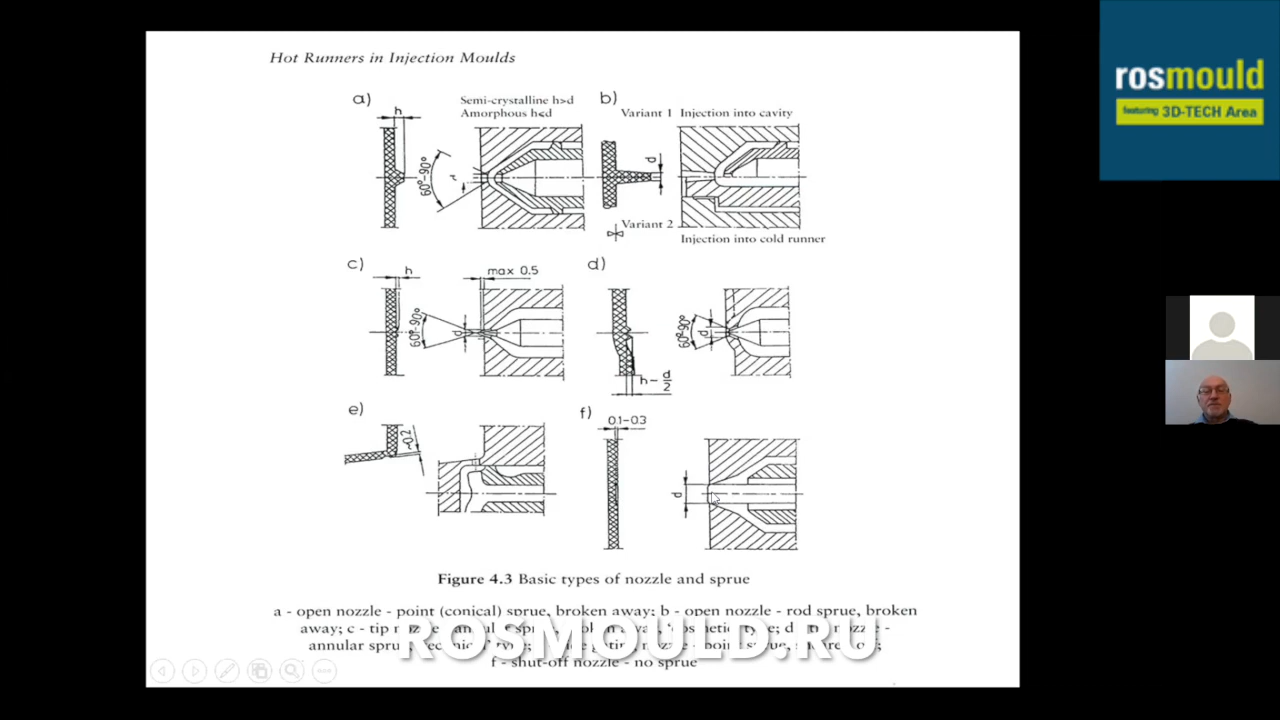 Hot Runners in Injection Moulds
rosmould
featuring 3D-TECH Area
a)
h
Semi-crystalline h>d
Amorphous h<d
60°-90°
b)
Variant 1 Injection into cavity
d
Variant 2
Injection into cold runner
c)
h
max 0.5
60°-90°
d
d)
60°-90°
d
h - d/2
e)
~0.2
f)
0.1-0.3
d
Figure 4.3 Basic types of nozzle and sprue
a - open nozzle - point (conical) sprue, broken away; b - open nozzle - rod sprue, broken
away; c - tip
annular
f - shut-off nozzle - no sprue
ROSMOULD.RU